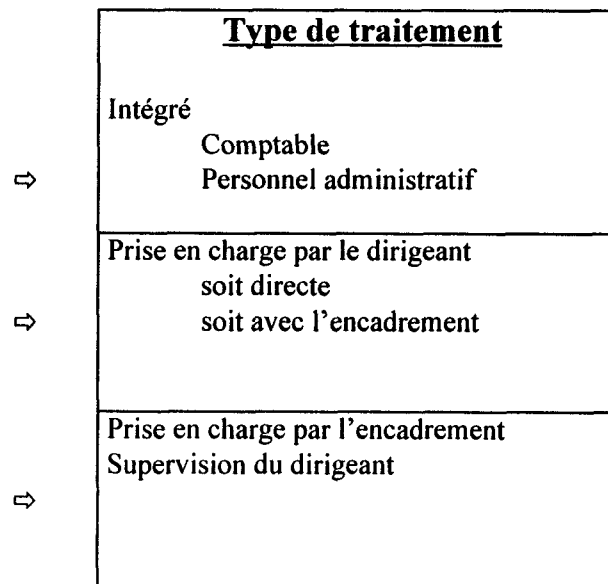 Type de traitement
Intégré
Comptable
⇨ Personnel administratif
Prise en charge par le dirigeant
soit directe
⇨ soit avec l'encadrement
Prise en charge par l'encadrement
Supervision du dirigeant
⇨